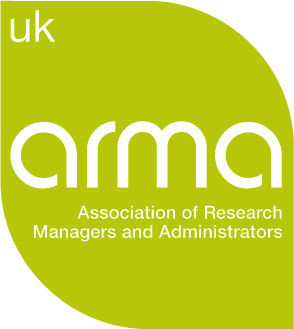 uk
arma
Association of Research
Managers and Administrators